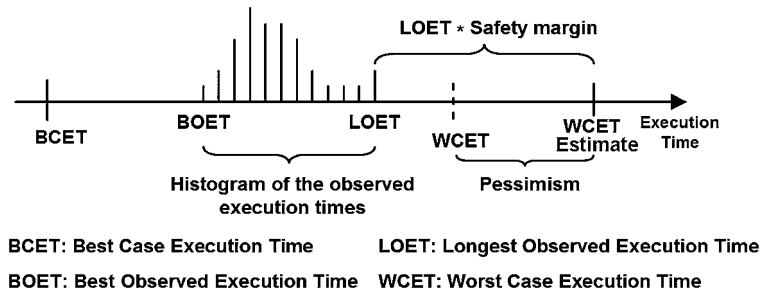 LOET * Safety margin
BCET
BOET
LOET
WCET
WCET
Estimate
Execution
Time
Histogram of the observed
execution times
Pessimism
BCET: Best Case Execution Time
LOET: Longest Observed Execution Time
BOET: Best Observed Execution Time
WCET: Worst Case Execution Time